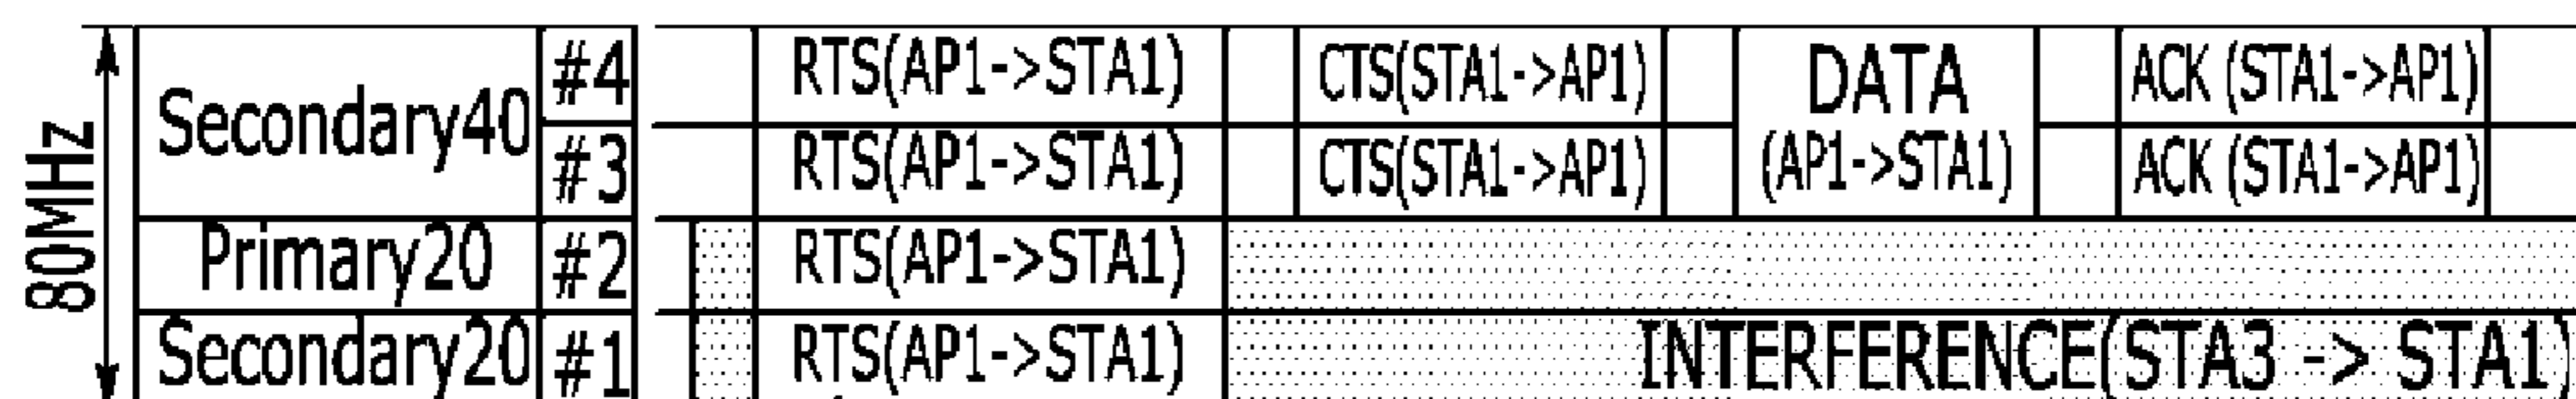 80MHz
Secondary40 #4 RTS(AP1->STA1) CTS(STA1->AP1) DATA ACK (STA1->AP1)
#3 RTS(AP1->STA1) CTS(STA1->AP1) (AP1->STA1) ACK (STA1->AP1)
Primary20 #2 RTS(AP1->STA1)
Secondary20 #1 RTS(AP1->STA1) INTERFERENCE(STA3 -> STA1)